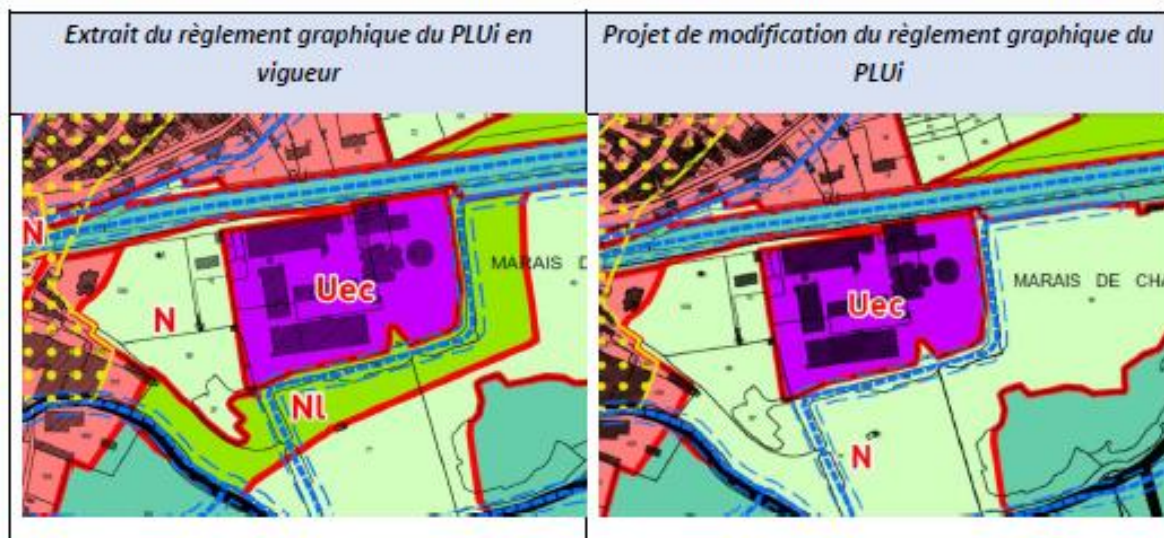 Extrait du règlement graphique du PLUi en
vigueur
Projet de modification du règlement graphique du
PLUi
N
MARAIS D
Uec
N
Nl
MARAIS DE CHA
Uec
N